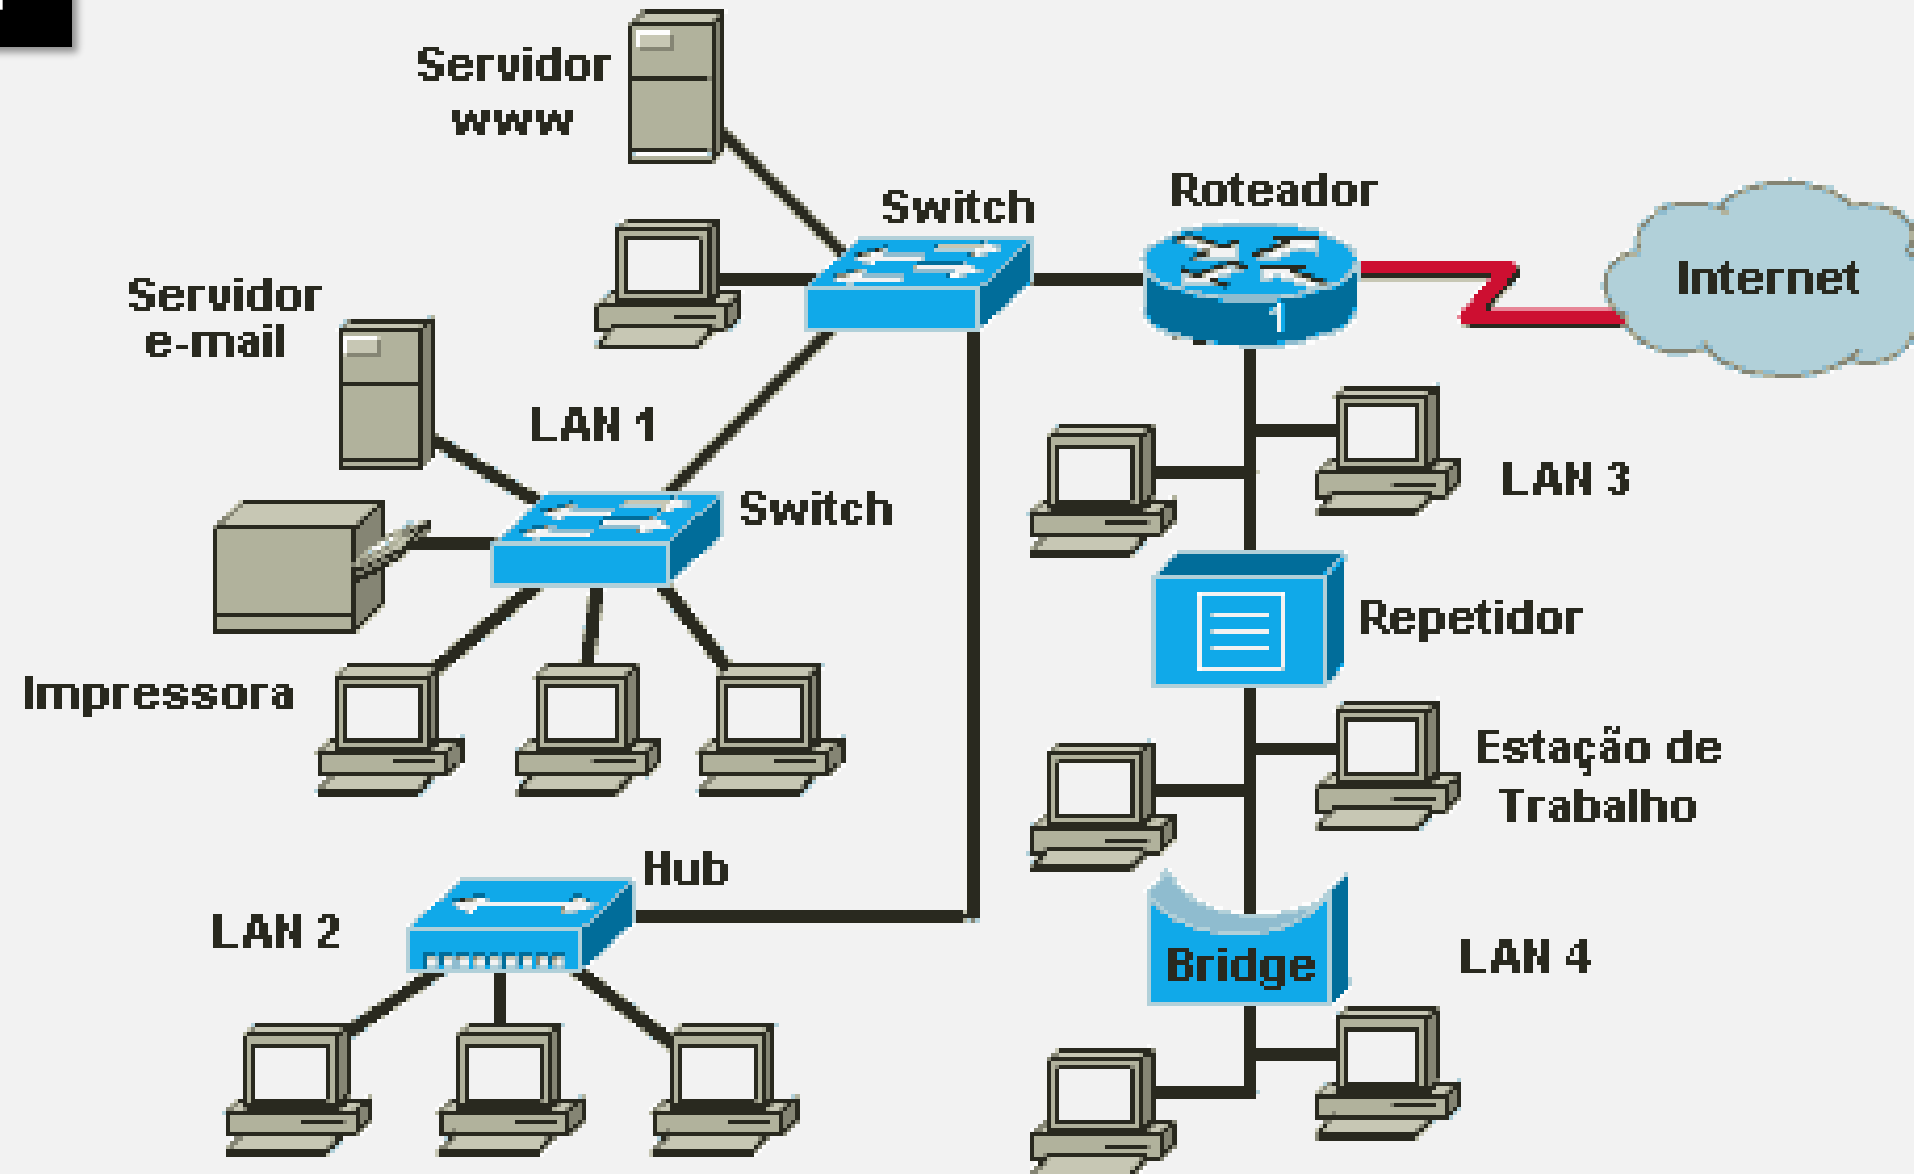 Servidor
www
Switch
Roteador
Internet
Servidor
e-mail
LAN 1
Switch
LAN 3
Repetidor
Impressora
Estação de
Trabalho
Hub
LAN 2
Bridge
LAN 4